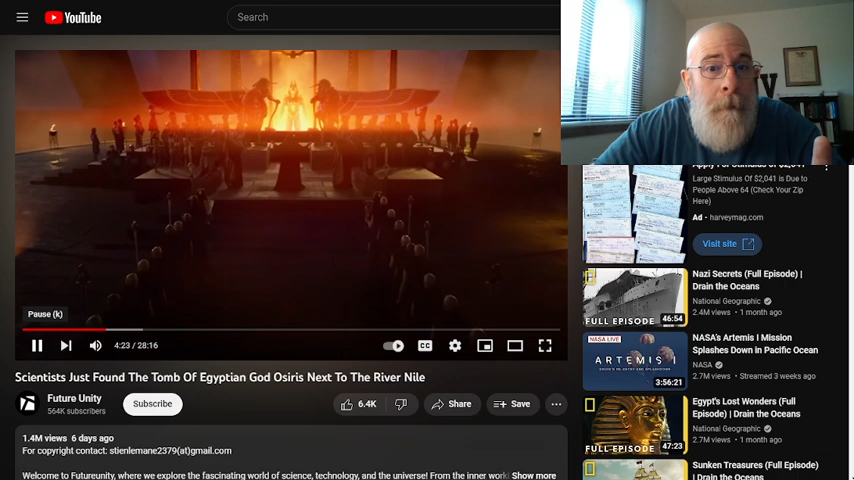 YouTube
Search
Pause (k)
4:23 / 28:16
CC
Scientists Just Found The Tomb Of Egyptian God Osiris Next To The River Nile
Future Unity
564K subscribers
Subscribe
6.4K
Share
Save
1.4M views 6 days ago
For copyright contact: stienlemane2379(at)gmail.com
Welcome to Futureunity, where we explore the fascinating world of science, technology, and the universe! From the inner work Show more
Large Stimulus Of $2,041 is Due to
People Above 64 (Check Your Zip
Here)
Ad • harveymag.com
Visit site
FULL EPISODE
46:54
Nazi Secrets (Full Episode) |
Drain the Oceans
National Geographic
2.4M views • 1 month ago
NASA LIVE
ARTEMIS I
3:56:21
NASA's Artemis I Mission
Splashes Down in Pacific Ocean
NASA
2.7M views • Streamed 3 weeks ago
FULL EPISODE
47:23
Egypt's Lost Wonders (Full
Episode) | Drain the Oceans
National Geographic
2.7M views • 1 month ago
Sunken Treasures (Full Episode) |
Drain the Oceans